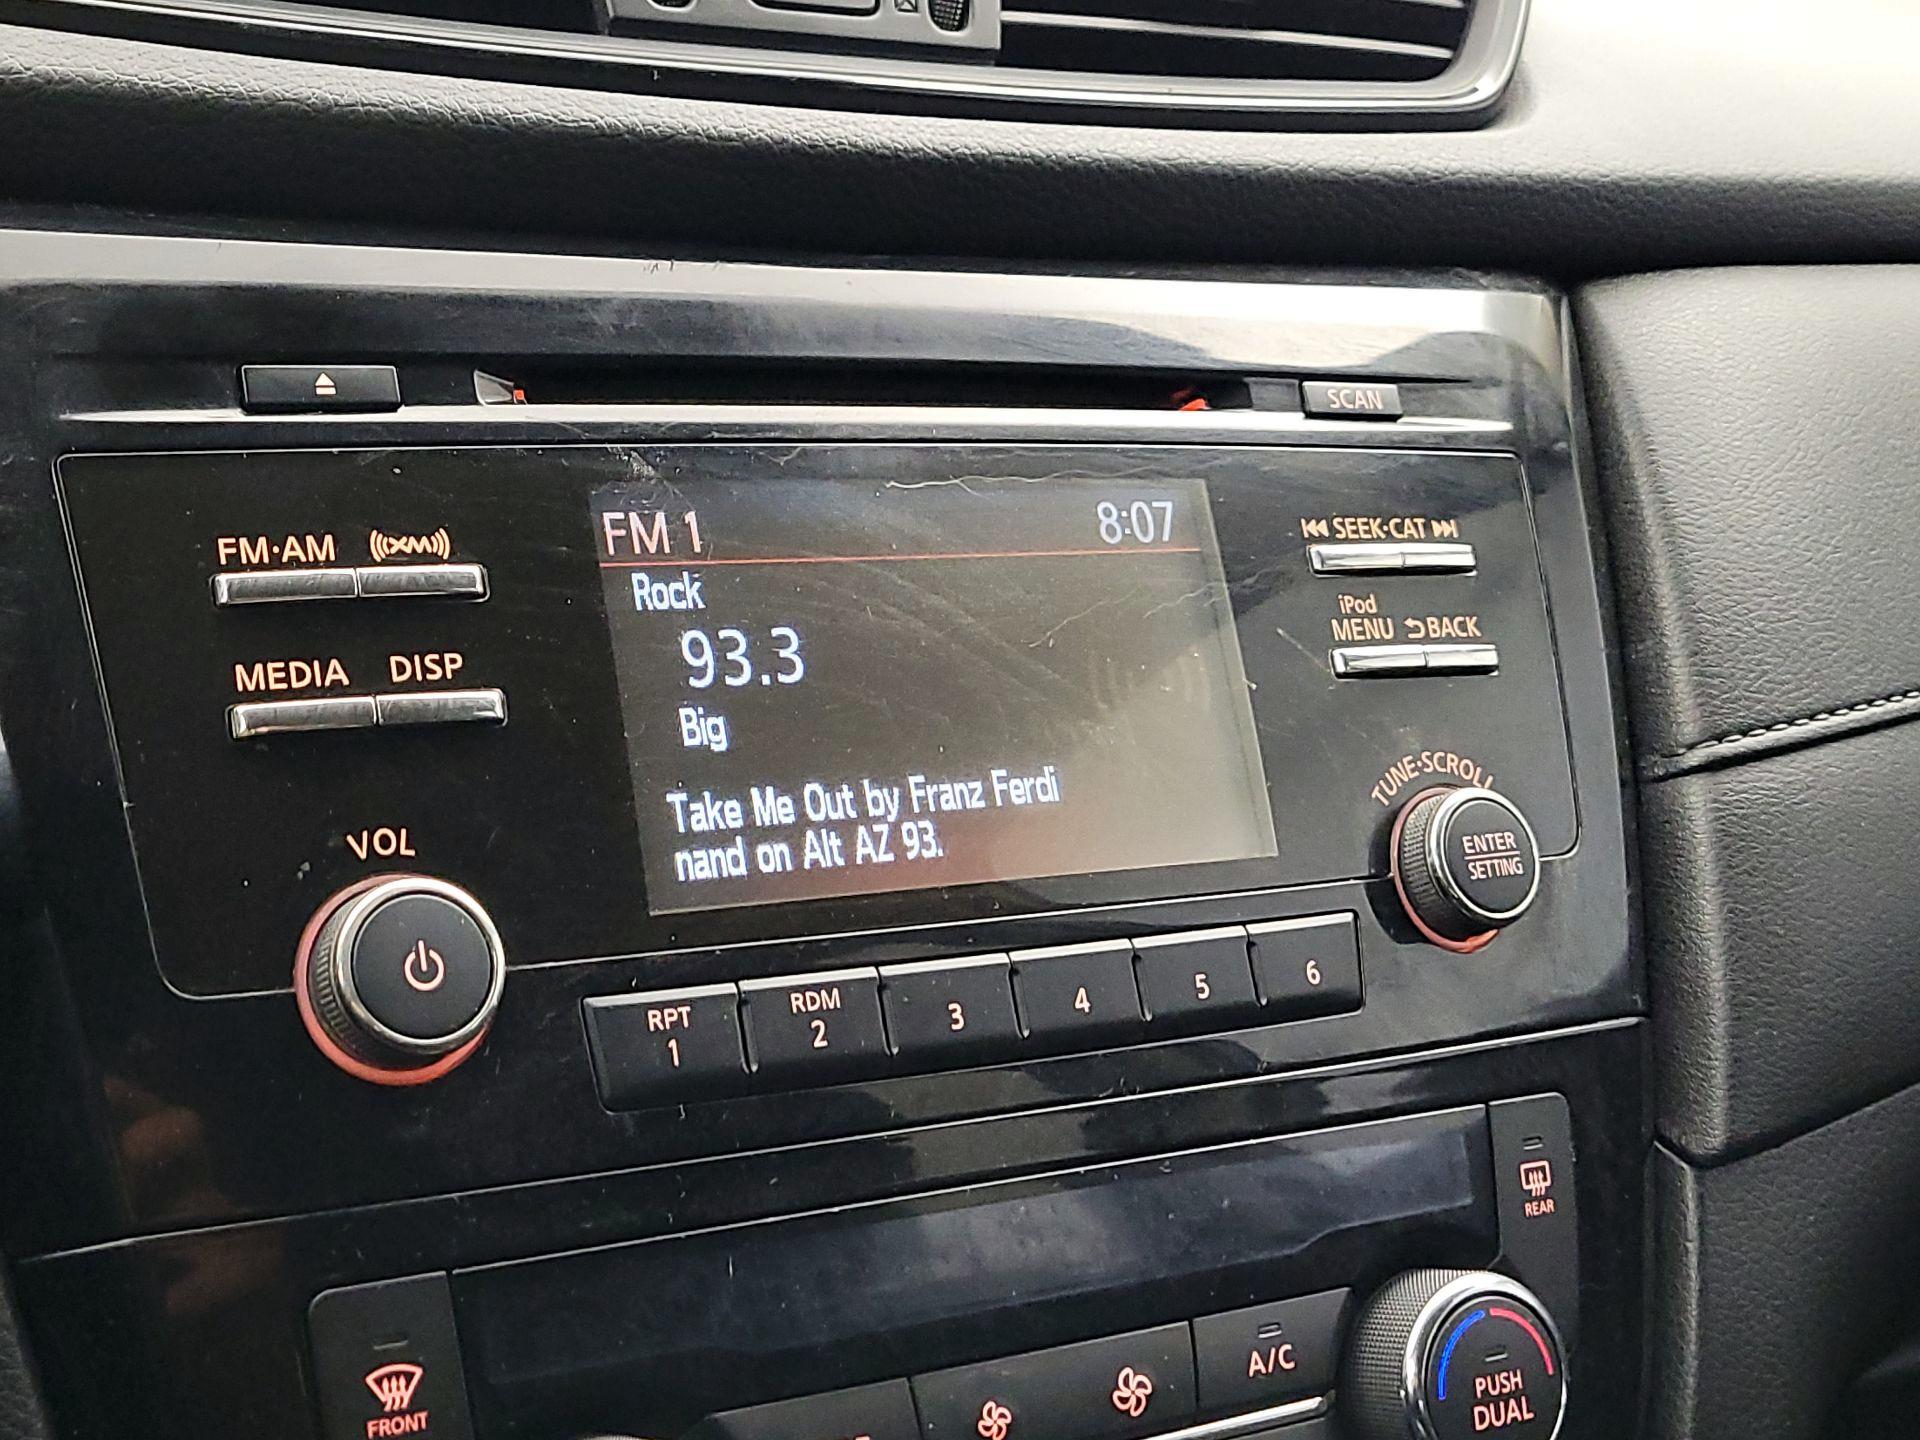 SCAN
FM·AM
(((XM)))
FM 1
8:07
SEEK·CAT
Rock
iPod
MENU
BACK
93.3
MEDIA
DISP
Big
Take Me Out by Franz Ferdi
nand on Alt AZ 93.
TUNE·SCROLL
ENTER
SETTING
VOL
RPT
1
RDM
2
3
4
5
6
REAR
FRONT
A/C
PUSH
DUAL